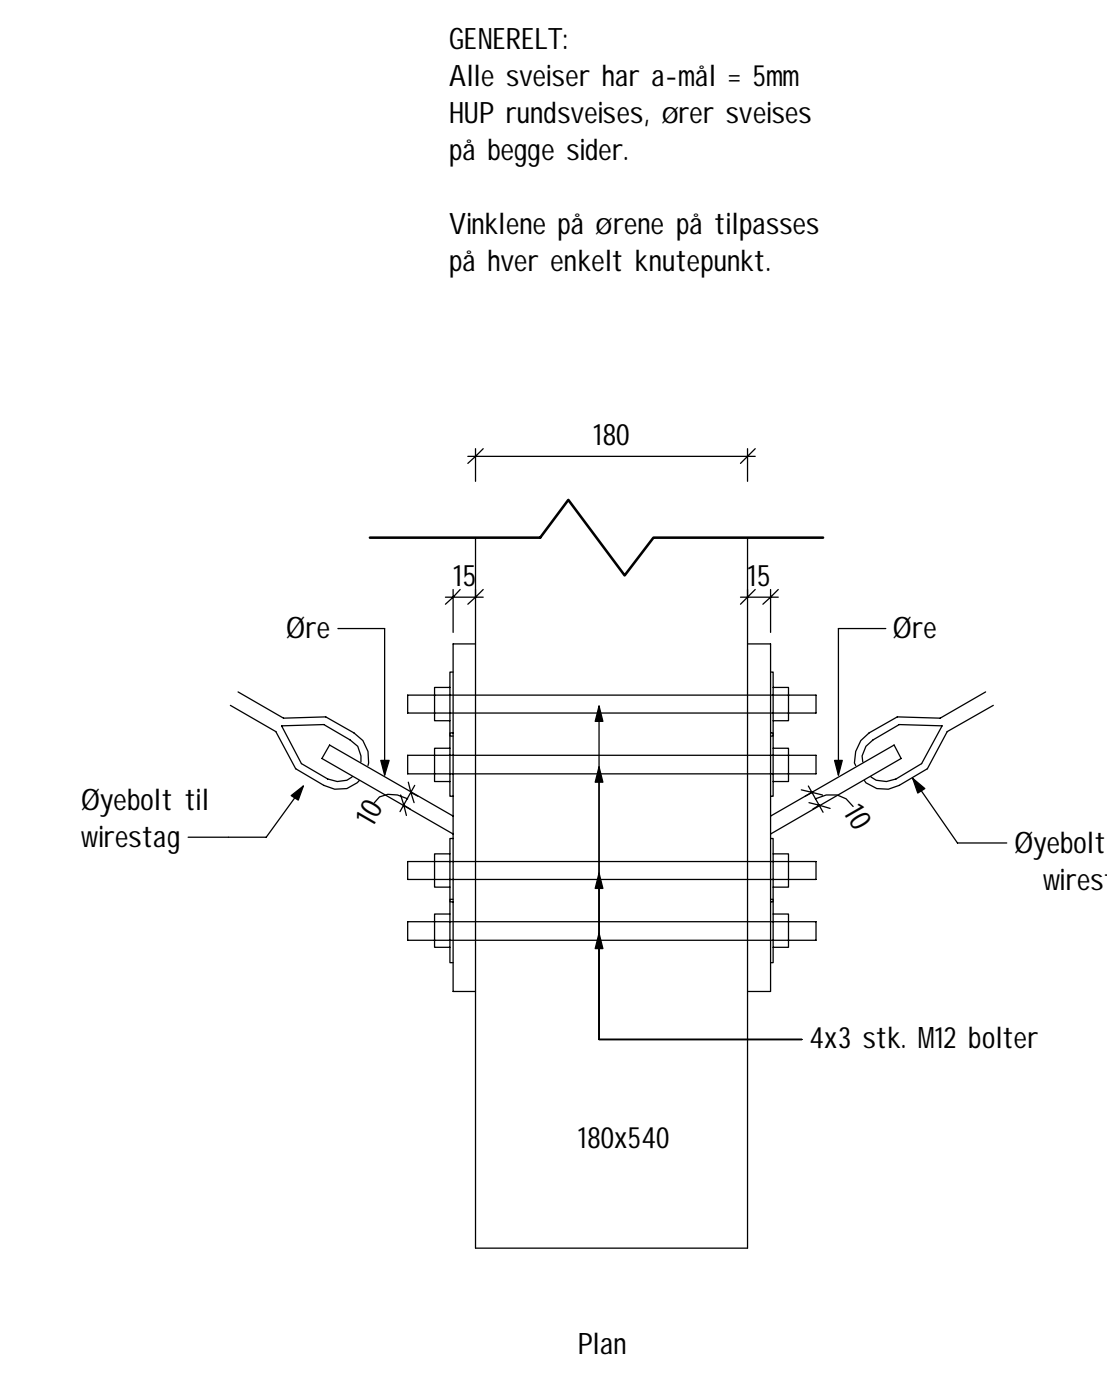 GENERELT:
Alle sveiser har a-mål = 5mm
HUP rundsveises, ører sveises
på begge sider.
Vinklene på ørene på tilpasses
på hver enkelt knutepunkt.
180
15
15
Øre
Øre
Øyebolt til
wirestag
10
10
Øyebolt
4x3 stk. M12 bolter
180x540
Plan